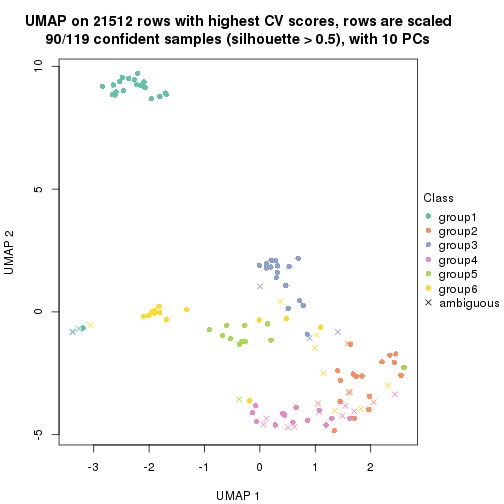 UMAP on 21512 rows with highest CV scores, rows are scaled
90/119 confident samples (silhouette > 0.5), with 10 PCs
10
5
0
-5
UMAP 2
-3
-2
-1
0
1
2
UMAP 1
Class
group1
group2
group3
group4
group5
group6
ambiguous